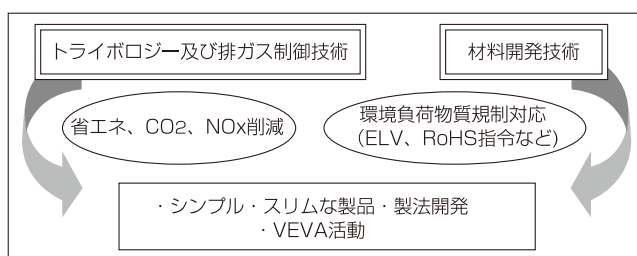 トライボロジー及び排ガス制御技術
材料開発技術
省エネ、CO2、NOx削減
環境負荷物質規制対応
(ELV、RoHS指令など)
・シンプル・スリムな製品・製法開発
・VEVA活動